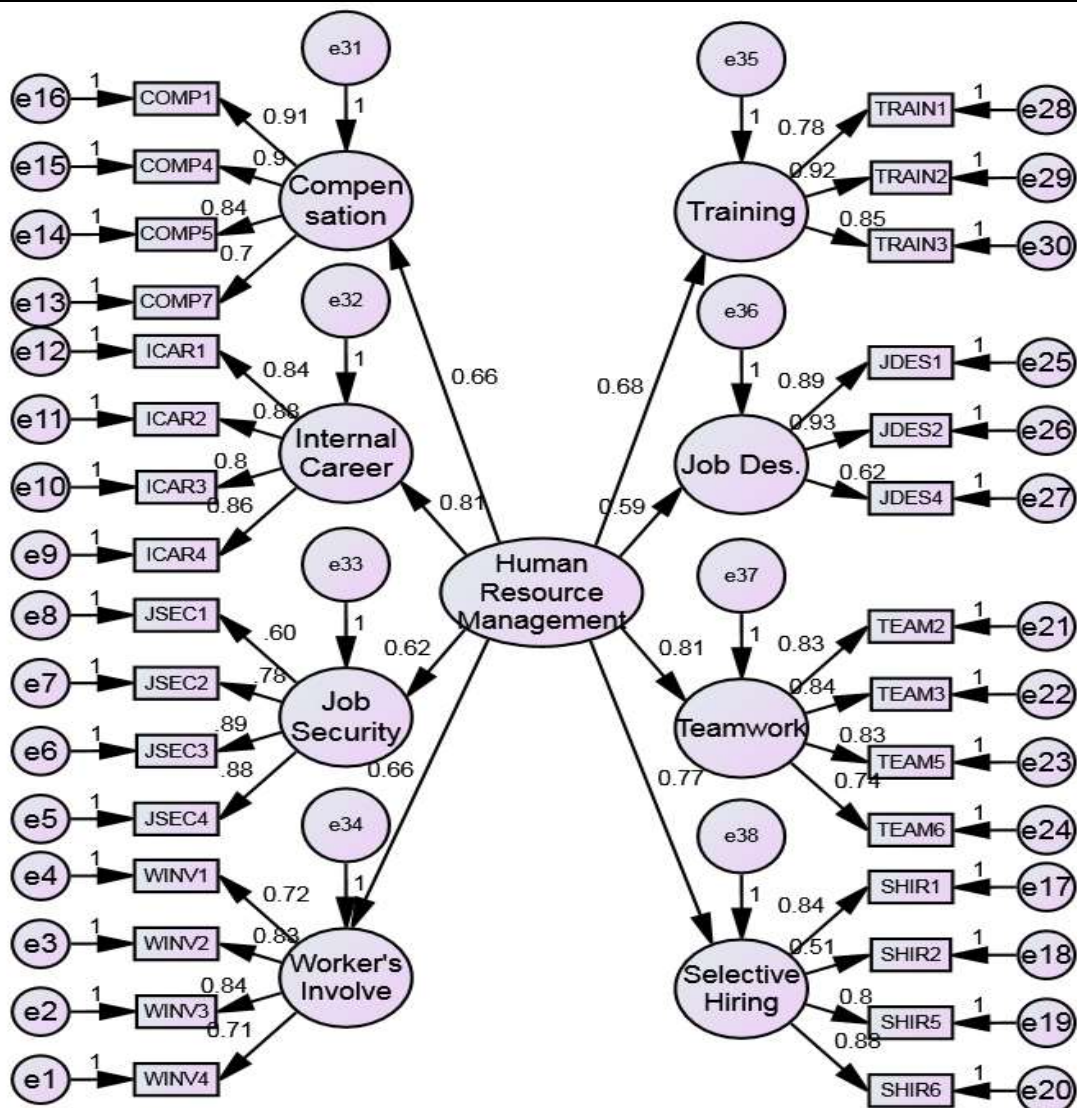 e31
e35
e16
1
COMP1
0.91
1
e15
1
COMP4
0.9
e14
1
COMP5
0.84
e13
1
COMP7
0.7
Compen
sation
1
0.78
TRAIN1
1
e28
0.92
TRAIN2
1
e29
0.85
TRAIN3
1
e30
Training
e32
e36
e12
1
ICAR1
0.84
1
e11
1
ICAR2
0.88
e10
1
ICAR3
0.8
e9
1
ICAR4
0.86
Internal
Career
0.66
0.68
1
0.89
JDES1
1
e25
0.93
JDES2
1
e26
0.62
JDES4
1
e27
Job Des.
0.81
0.59
Human
Resource
Management
e33
e37
e8
1
JSEC1
.60
1
e7
1
JSEC2
.78
e6
1
JSEC3
.89
e5
1
JSEC4
.88
Job
Security
0.62
0.81
1
0.83
TEAM2
1
e21
0.84
TEAM3
1
e22
0.83
TEAM5
1
e23
0.74
TEAM6
1
e24
Teamwork
0.66
0.77
e34
e38
e4
1
WINV1
0.72
1
e3
1
WINV2
0.83
e2
1
WINV3
0.84
e1
1
WINV4
0.71
Worker's
Involve
1
0.84
SHIR1
1
e17
0.51
SHIR2
1
e18
0.8
SHIR5
1
e19
0.88
SHIR6
1
e20
Selective
Hiring